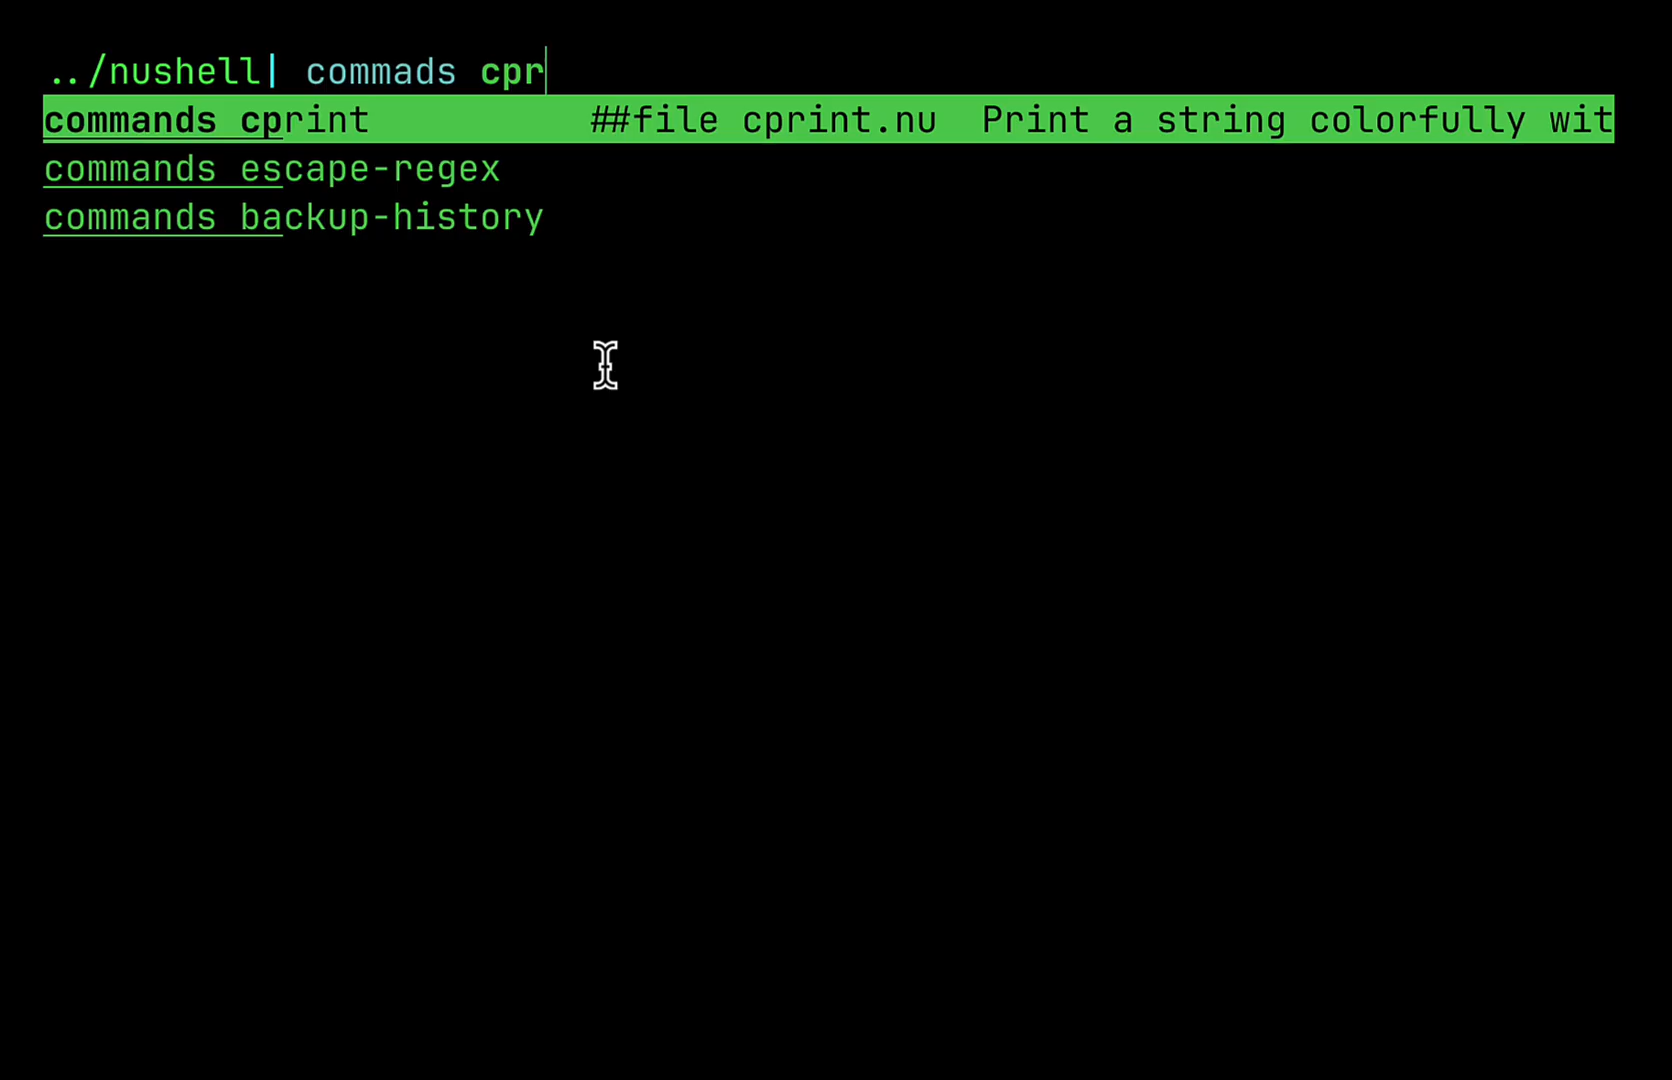 ../nushell| commads cpr
commands cprint ##file cprint.nu Print a string colorfully wit
commands escape-regex
commands backup-history